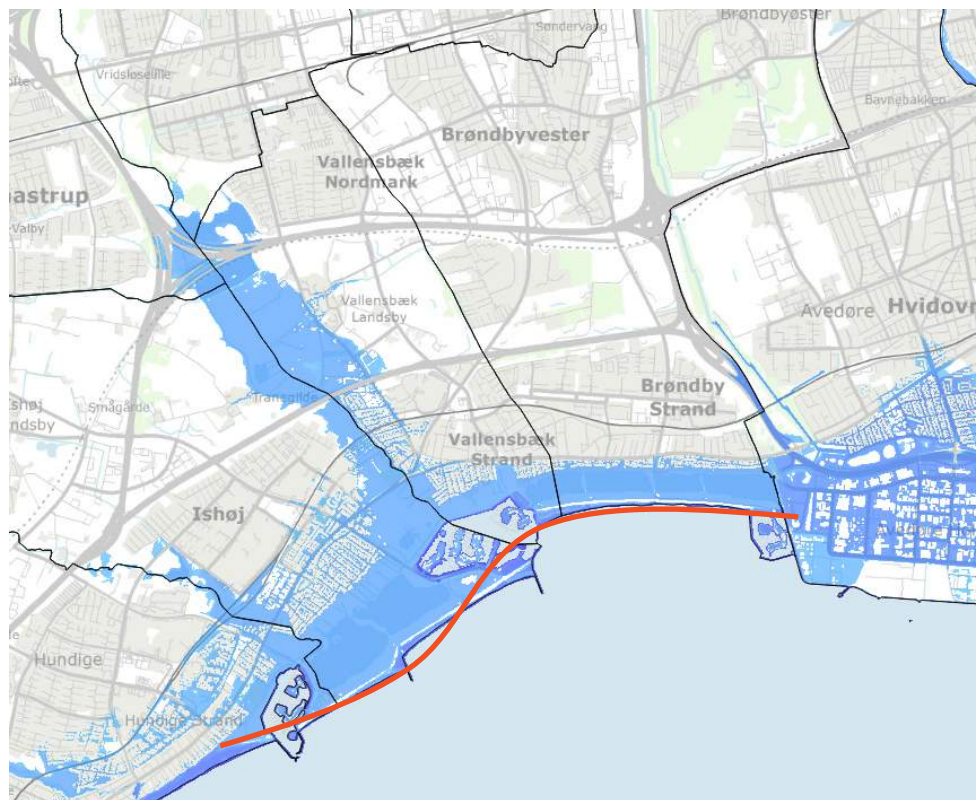 Søndervang
Brøndbyøster
Vridsløselille
Bavnebakken
Brøndbyvester
Vallensbæk
Nordmark
aastrup
Valby
Vallensbæk
Landsby
Avedøre
Hvidovr
Tranegilde
Smågårde
shøj
ndsby
Brøndby
Strand
Vallensbæk
Strand
Ishøj
Hundige
Hundige Strand